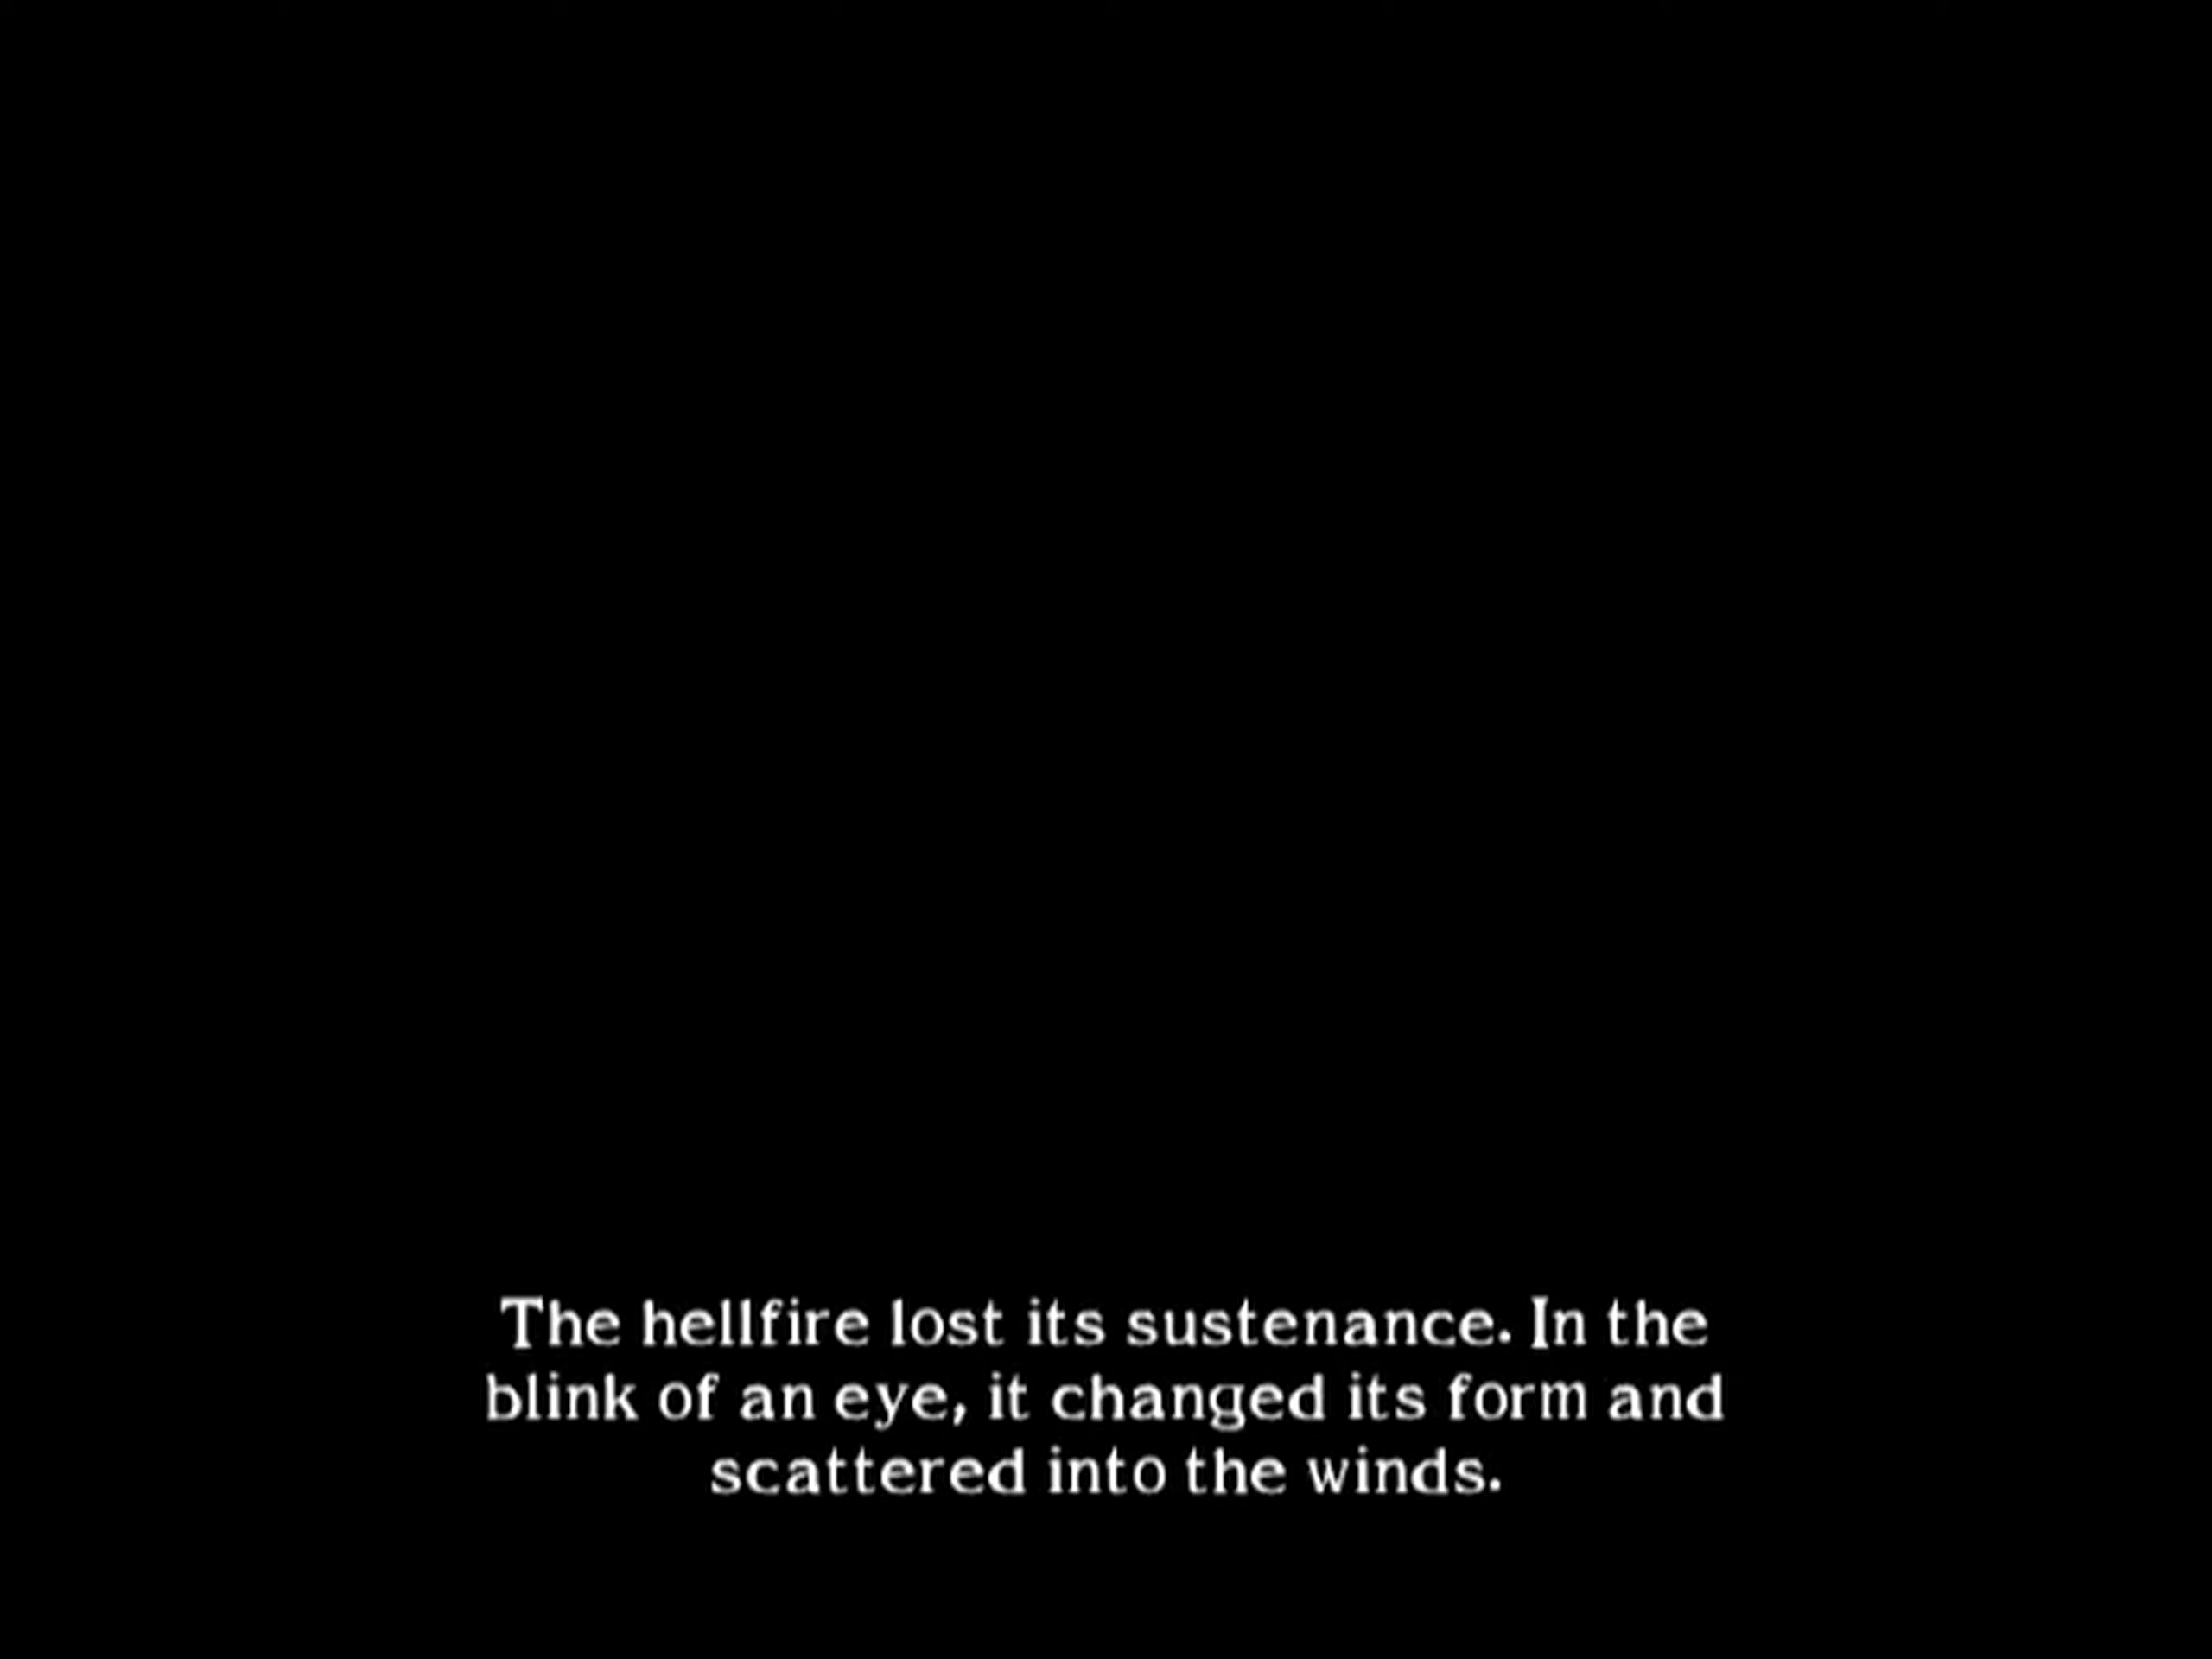 The hellfire lost its sustenance. In the
blink of an eye, it changed its form and
scattered into the winds.